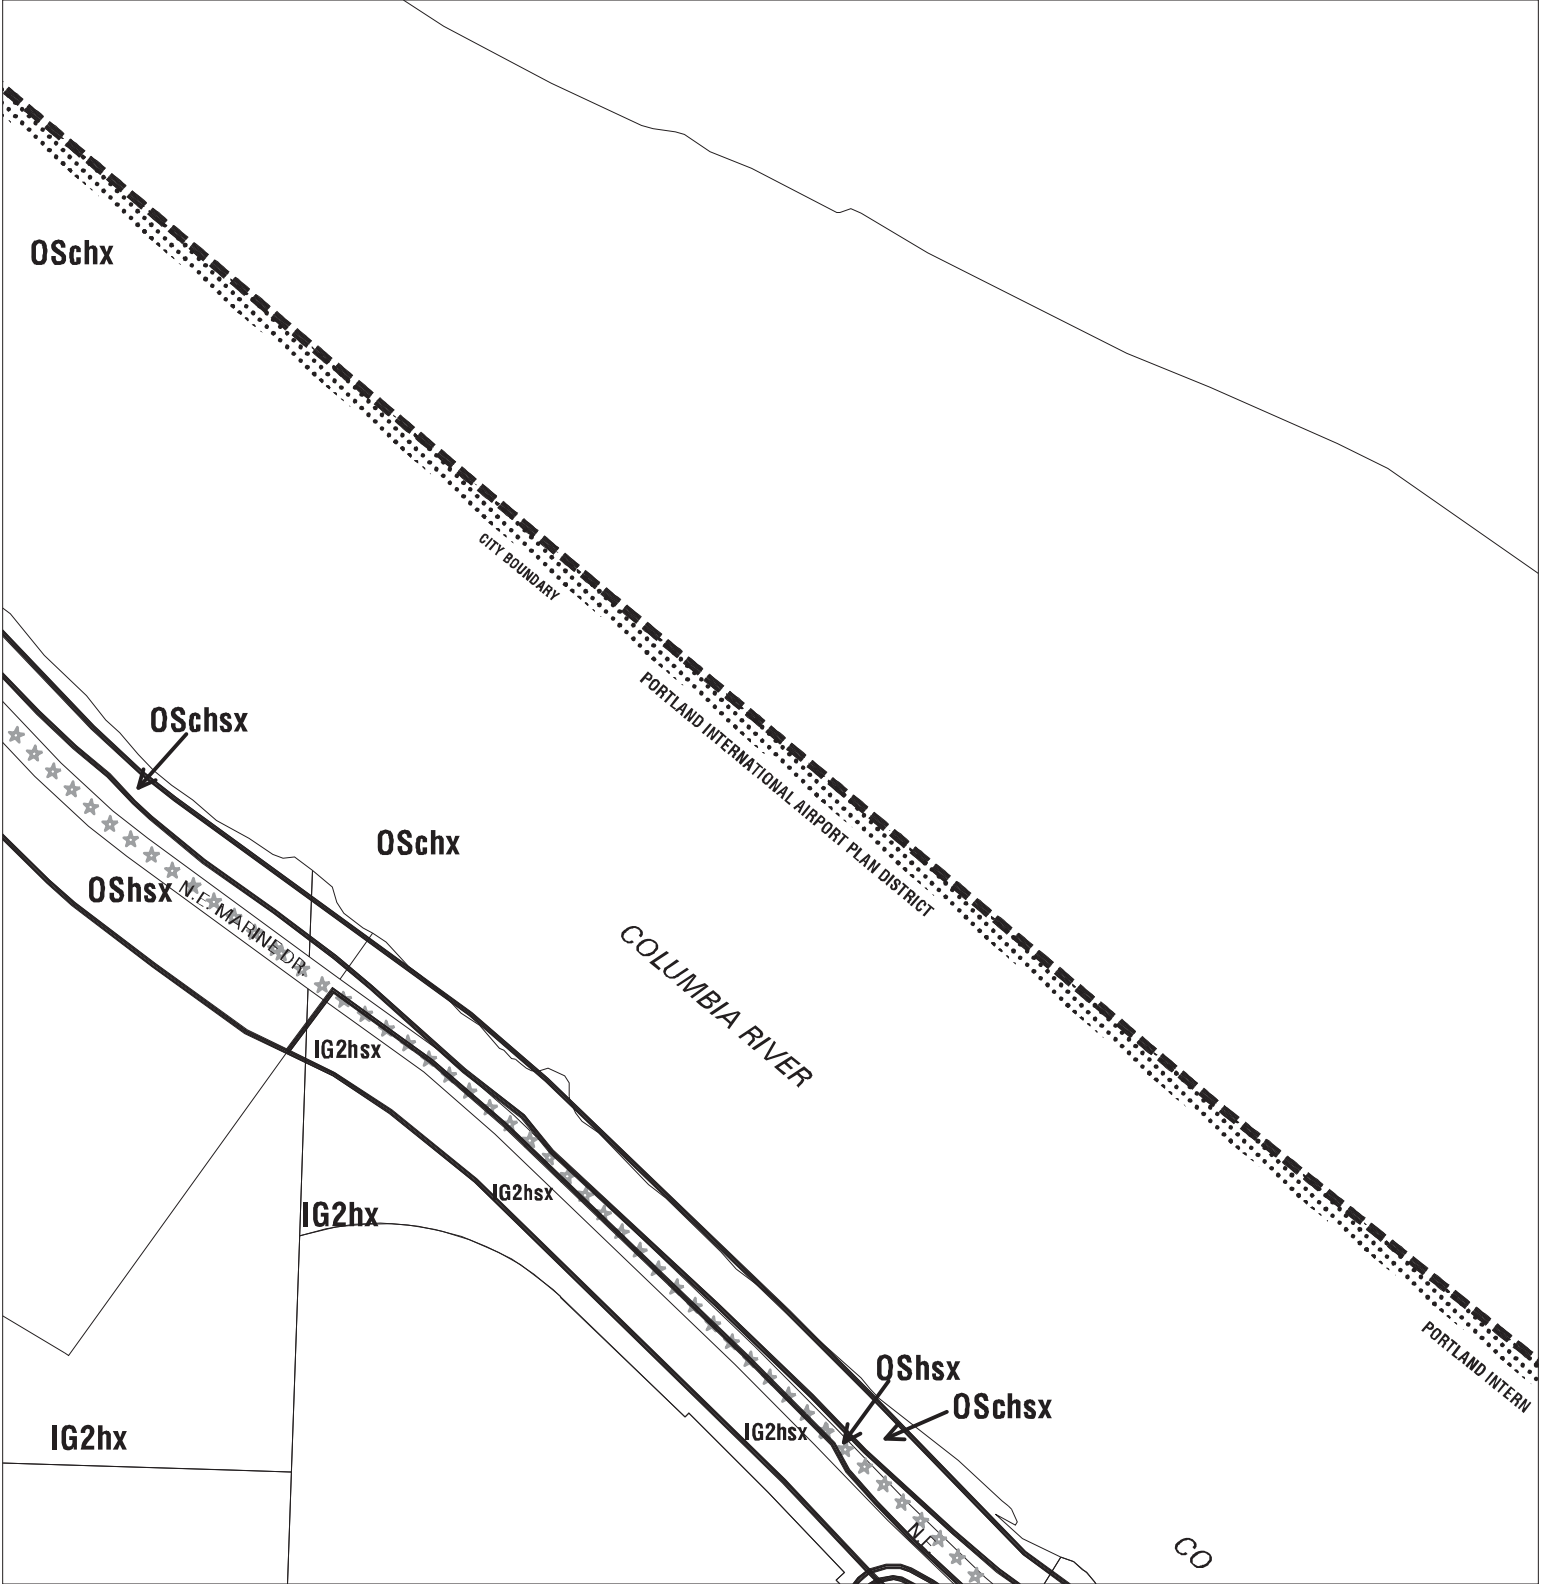 OSchx
CITY BOUNDARY
PORTLAND INTERNATIONAL AIRPORT PLAN DISTRICT
OSchsx
OSchx
OShsx
N.E. MARINE DR.
COLUMBIA RIVER
IG2hsx
IG2hsx
IG2hx
PORTLAND INTERN
OShsx
OSchsx
IG2hsx
IG2hx
N.E.
CO